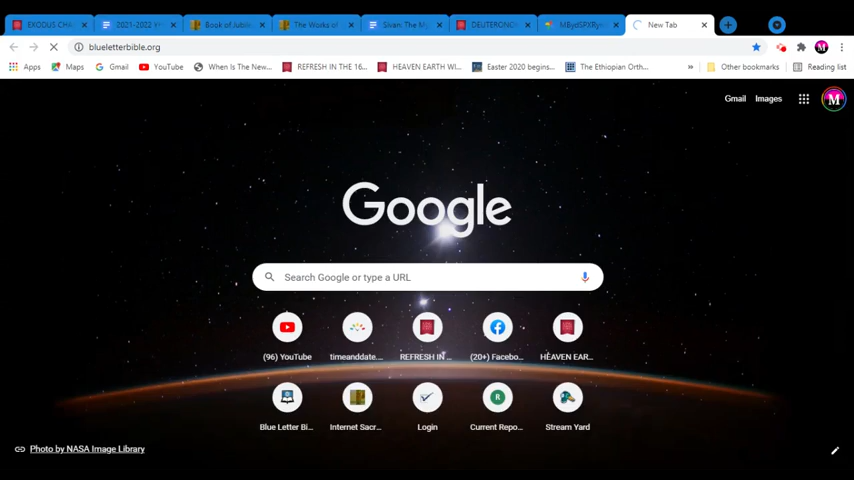 EXODUS CHA
2021-2022 YH
Book of Jubile
The Works of
Sivan: The My
DEUTERONO
MBydSPXRyH
New Tab
blueletterbible.org
Apps
Maps
Gmail
YouTube
When Is The New...
REFRESH IN THE 16...
HEAVEN EARTH WI...
Easter 2020 begins...
The Ethiopian Orth...
»
Other bookmarks
Reading list
Gmail
Images
M
Google
Search Google or type a URL
(96) YouTube
timeanddate....
REFRESH IN ...
(20+) Facebo...
HEAVEN EAR...
Blue Letter Bi...
Internet Sacr...
Login
Current Repo...
Stream Yard
Photo by NASA Image Library